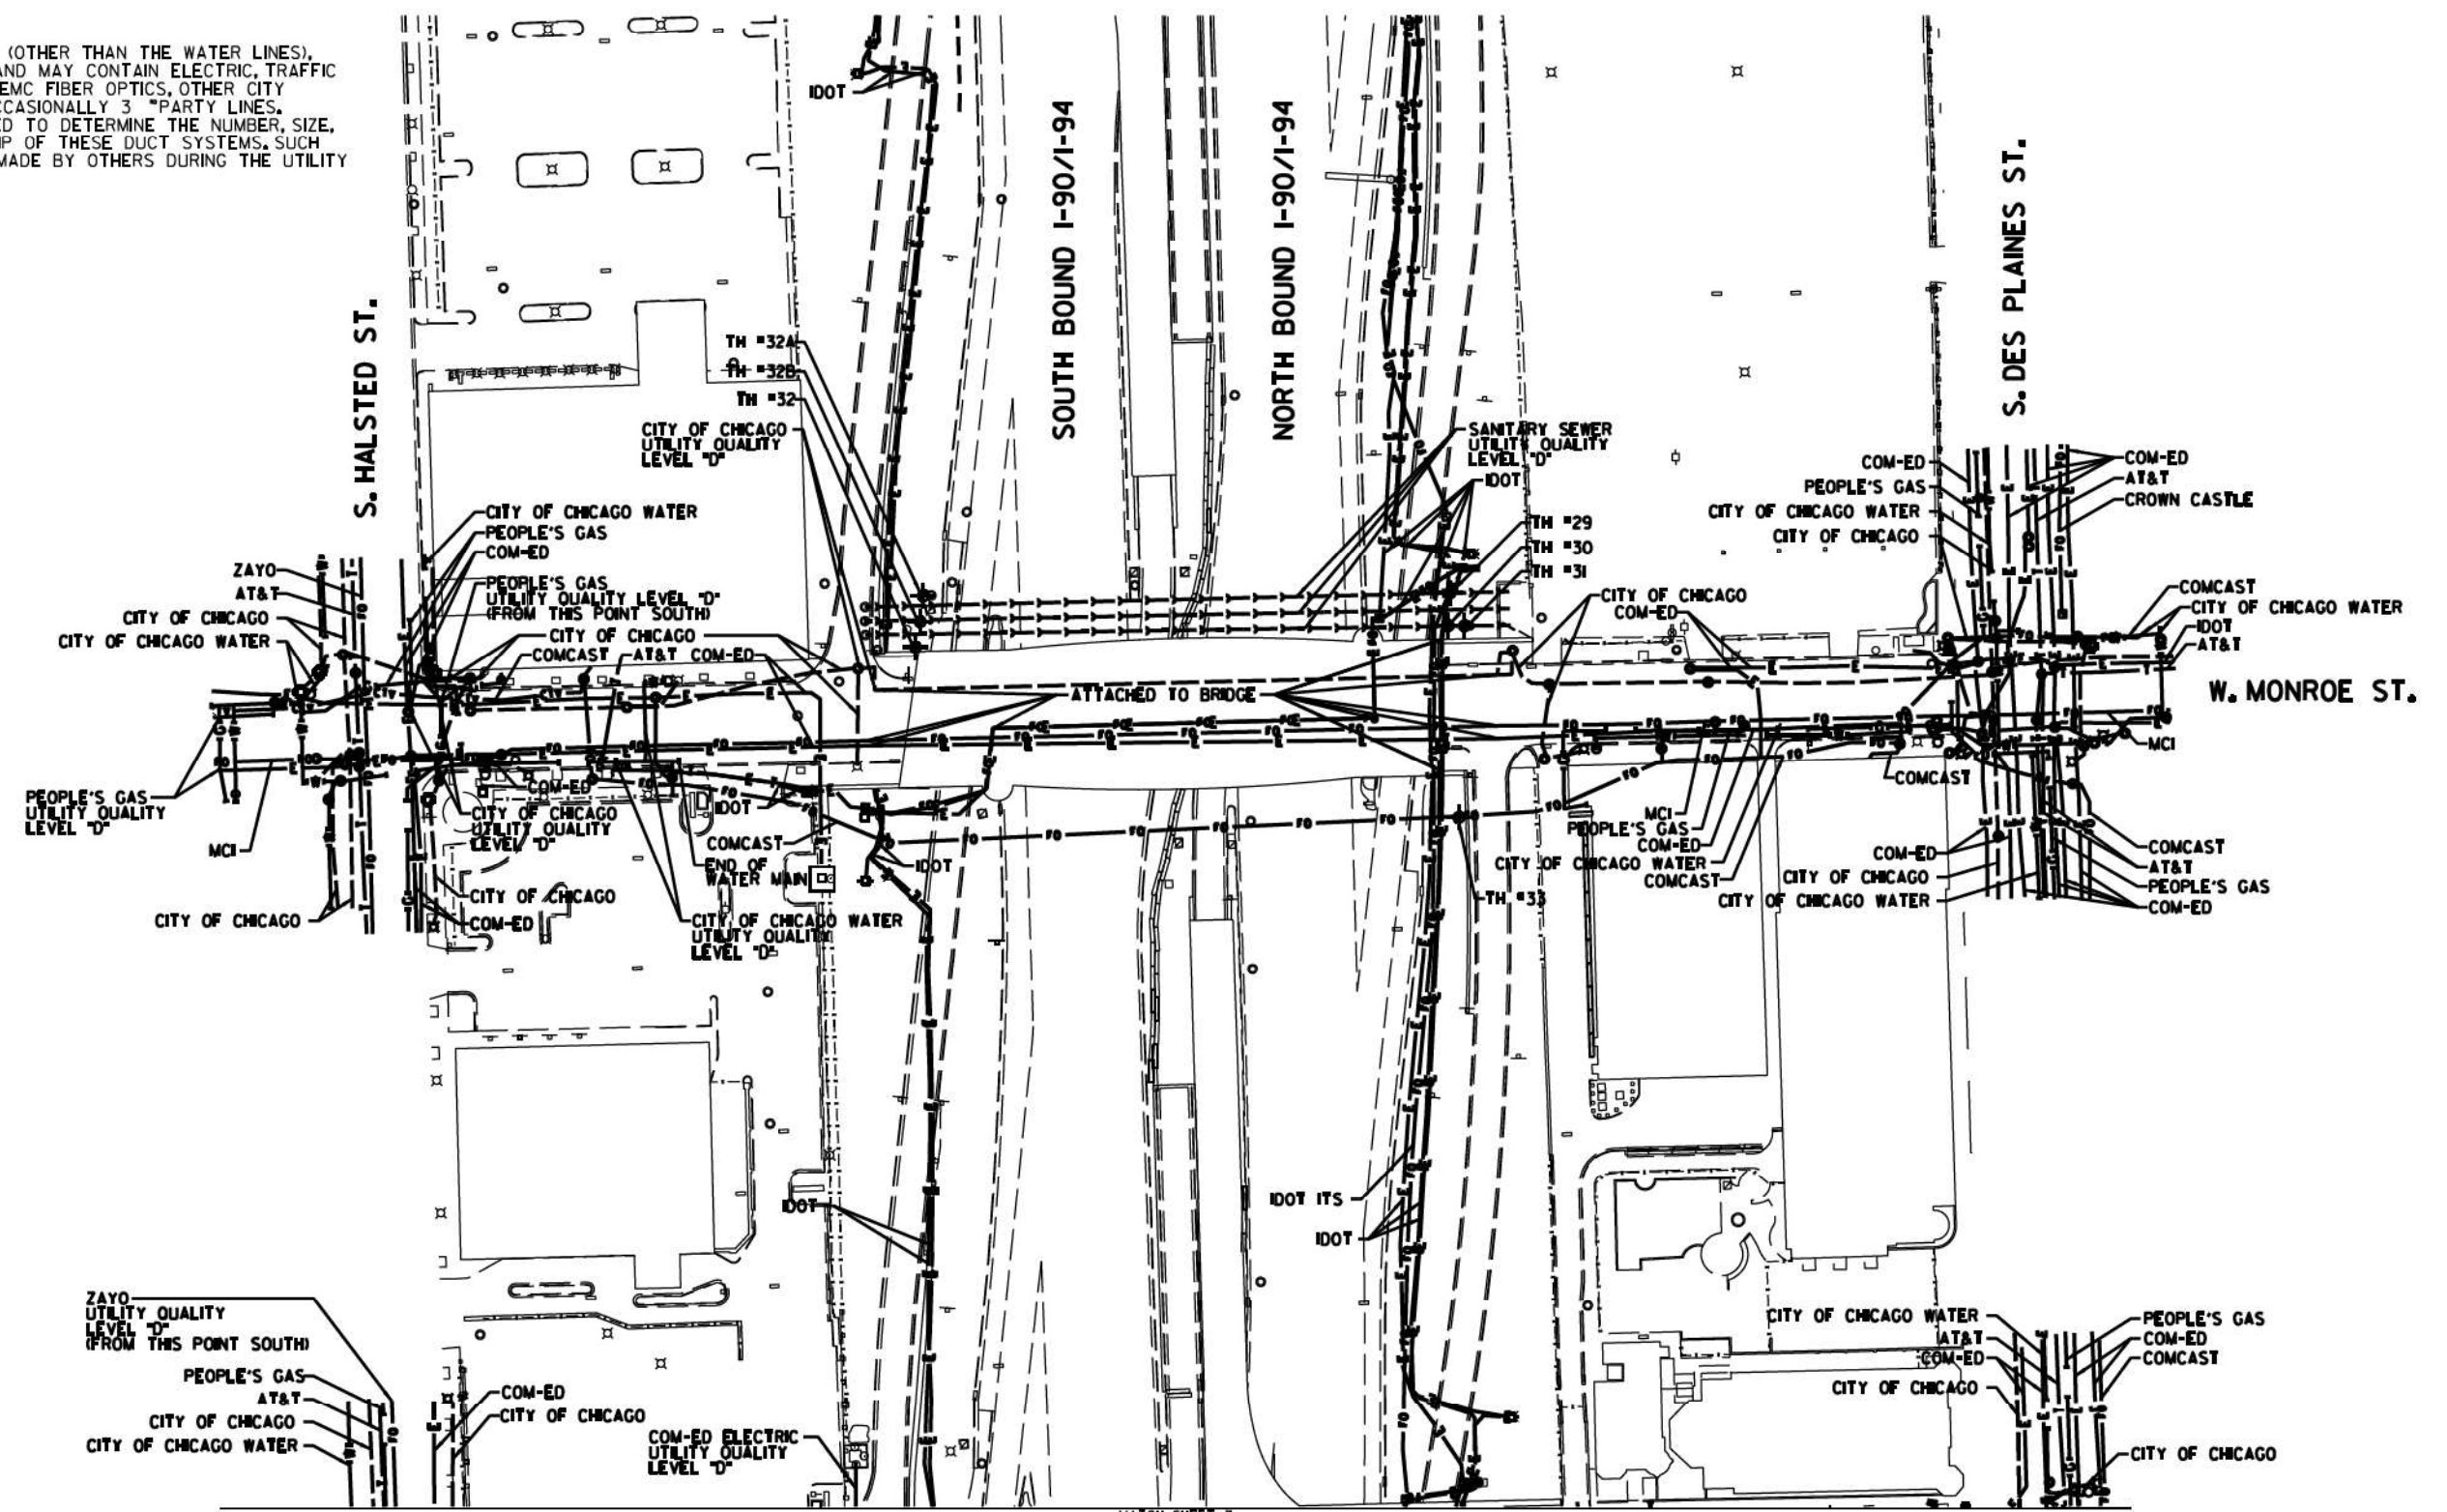 (OTHER THAN THE WATER LINES),
AND MAY CONTAIN ELECTRIC, TRAFFIC
EMC FIBER OPTICS, OTHER CITY
CCASIONALLY 3 "PARTY LINES.
ED TO DETERMINE THE NUMBER, SIZE,
IP OF THESE DUCT SYSTEMS. SUCH
MADE BY OTHERS DURING THE UTILITY
IDOT
SOUTH BOUND I-90/I-94
NORTH BOUND I-90/I-94
S. DES PLAINES ST.
S. HALSTED ST.
TH #32A
TH #32B
TH #32
CITY OF CHICAGO
UTILITY QUALITY
LEVEL "D"
SANITARY SEWER
UTILITY QUALITY
LEVEL "D"
IDOT
TH #29
TH #30
TH #31
COM-ED
PEOPLE'S GAS
CITY OF CHICAGO WATER
CITY OF CHICAGO
COM-ED
AT&T
CROWN CASTLE
CITY OF CHICAGO WATER
PEOPLE'S GAS
COM-ED
PEOPLE'S GAS
UTILITY QUALITY LEVEL "D"
(FROM THIS POINT SOUTH)
CITY OF CHICAGO
COMCAST
AT&T
COM-ED
ZAYO
AT&T
CITY OF CHICAGO
CITY OF CHICAGO WATER
CITY OF CHICAGO
COM-ED
COMCAST
CITY OF CHICAGO WATER
IDOT
AT&T
W. MONROE ST.
ATTACHED TO BRIDGE
MCI
COMCAST
PEOPLE'S GAS
UTILITY QUALITY
LEVEL "D"
MCI
CITY OF CHICAGO
COM-ED
CITY OF CHICAGO
UTILITY QUALITY
LEVEL "D"
CITY OF CHICAGO
COM-ED
IDOT
COMCAST
END OF
WATER MAIN
IDOT
CITY OF CHICAGO WATER
UTILITY QUALITY
LEVEL "D"
MCI
PEOPLE'S GAS
COM-ED
CITY OF CHICAGO WATER
COMCAST
TH #33
COM-ED
CITY OF CHICAGO
CITY OF CHICAGO WATER
COMCAST
AT&T
PEOPLE'S GAS
COM-ED
IDOT
IDOT ITS
IDOT
ZAYO
UTILITY QUALITY
LEVEL "D"
(FROM THIS POINT SOUTH)
PEOPLE'S GAS
AT&T
CITY OF CHICAGO
CITY OF CHICAGO WATER
COM-ED
CITY OF CHICAGO
COM-ED ELECTRIC
UTILITY QUALITY
LEVEL "D"
CITY OF CHICAGO WATER
AT&T
COM-ED
CITY OF CHICAGO
PEOPLE'S GAS
COM-ED
COMCAST
CITY OF CHICAGO